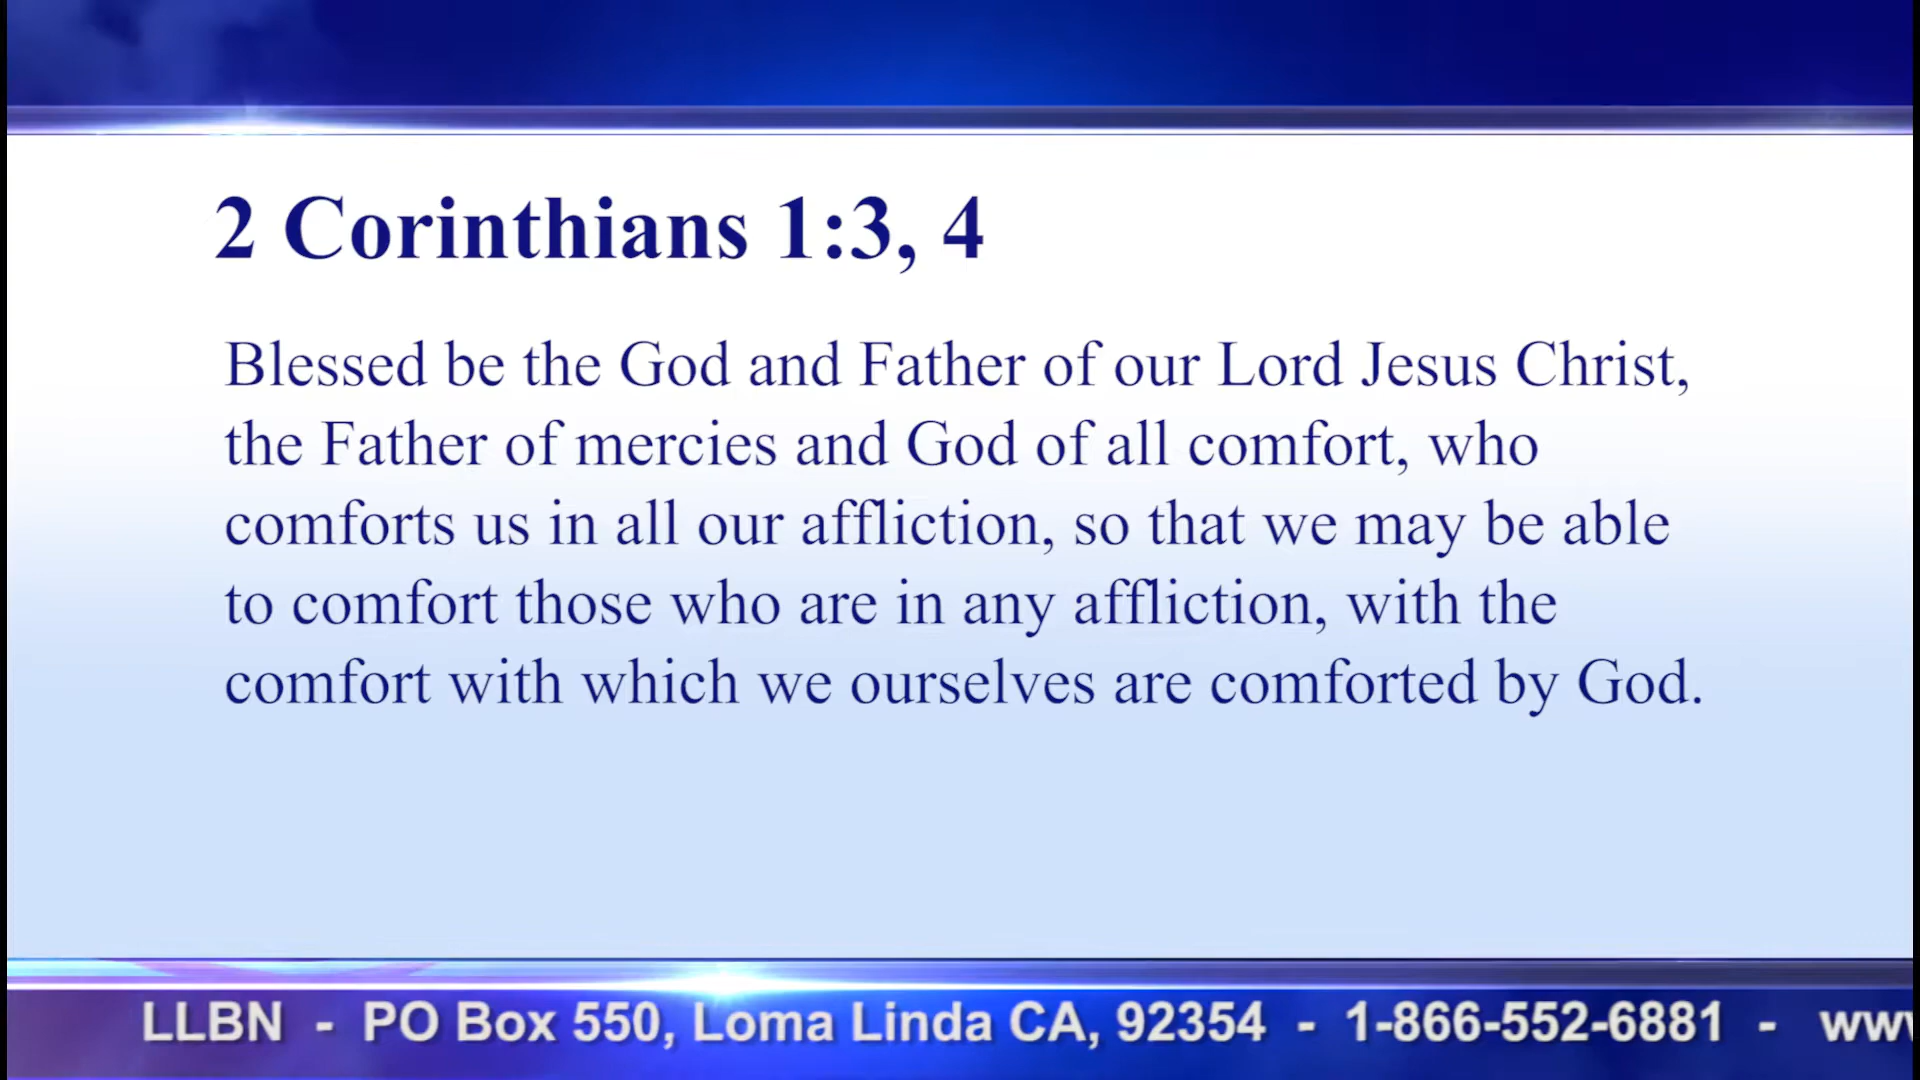 2 Corinthians 1:3, 4
Blessed be the God and Father of our Lord Jesus Christ,
the Father of mercies and God of all comfort, who
comforts us in all our affliction, so that we may be able
to comfort those who are in any affliction, with the
comfort with which we ourselves are comforted by God.
LLBN - PO Box 550, Loma Linda CA, 92354 - 1-866-552-6881 -